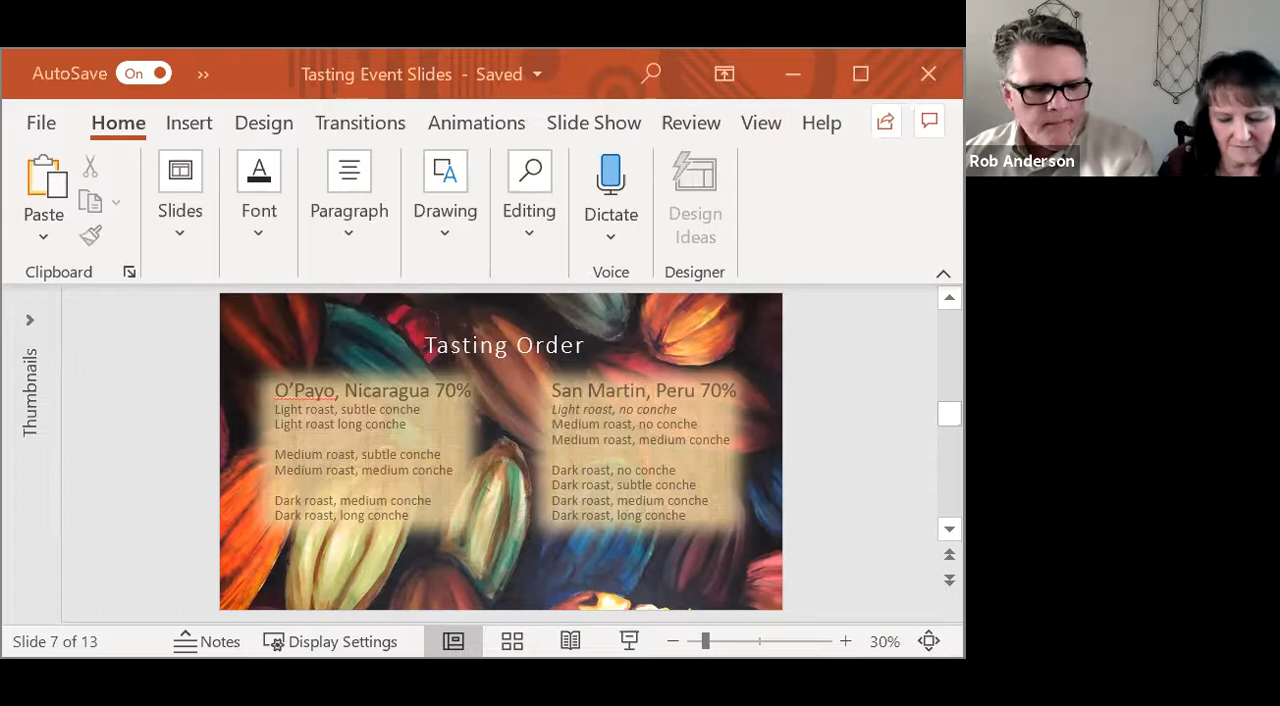 AutoSave On
Tasting Event Slides - Saved
File Home Insert Design Transitions Animations Slide Show Review View Help
Paste
Slides
Font
Paragraph
Drawing
Editing
Dictate
Design
Ideas
Clipboard
Voice
Designer
Thumbnails
Tasting Order
O'Payo, Nicaragua 70%
Light roast, subtle conche
Light roast long conche
Medium roast, subtle conche
Medium roast, medium conche
Dark roast, medium conche
Dark roast, long conche
San Martin, Peru 70%
Light roast, no conche
Medium roast, no conche
Medium roast, medium conche
Dark roast, no conche
Dark roast, subtle conche
Dark roast, medium conche
Dark roast, long conche
Slide 7 of 13
Notes
Display Settings
30%
Rob Anderson